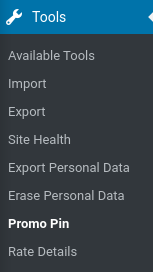 Tools
Available Tools
Import
Export
Site Health
Export Personal Data
Erase Personal Data
Promo Pin
Rate Details